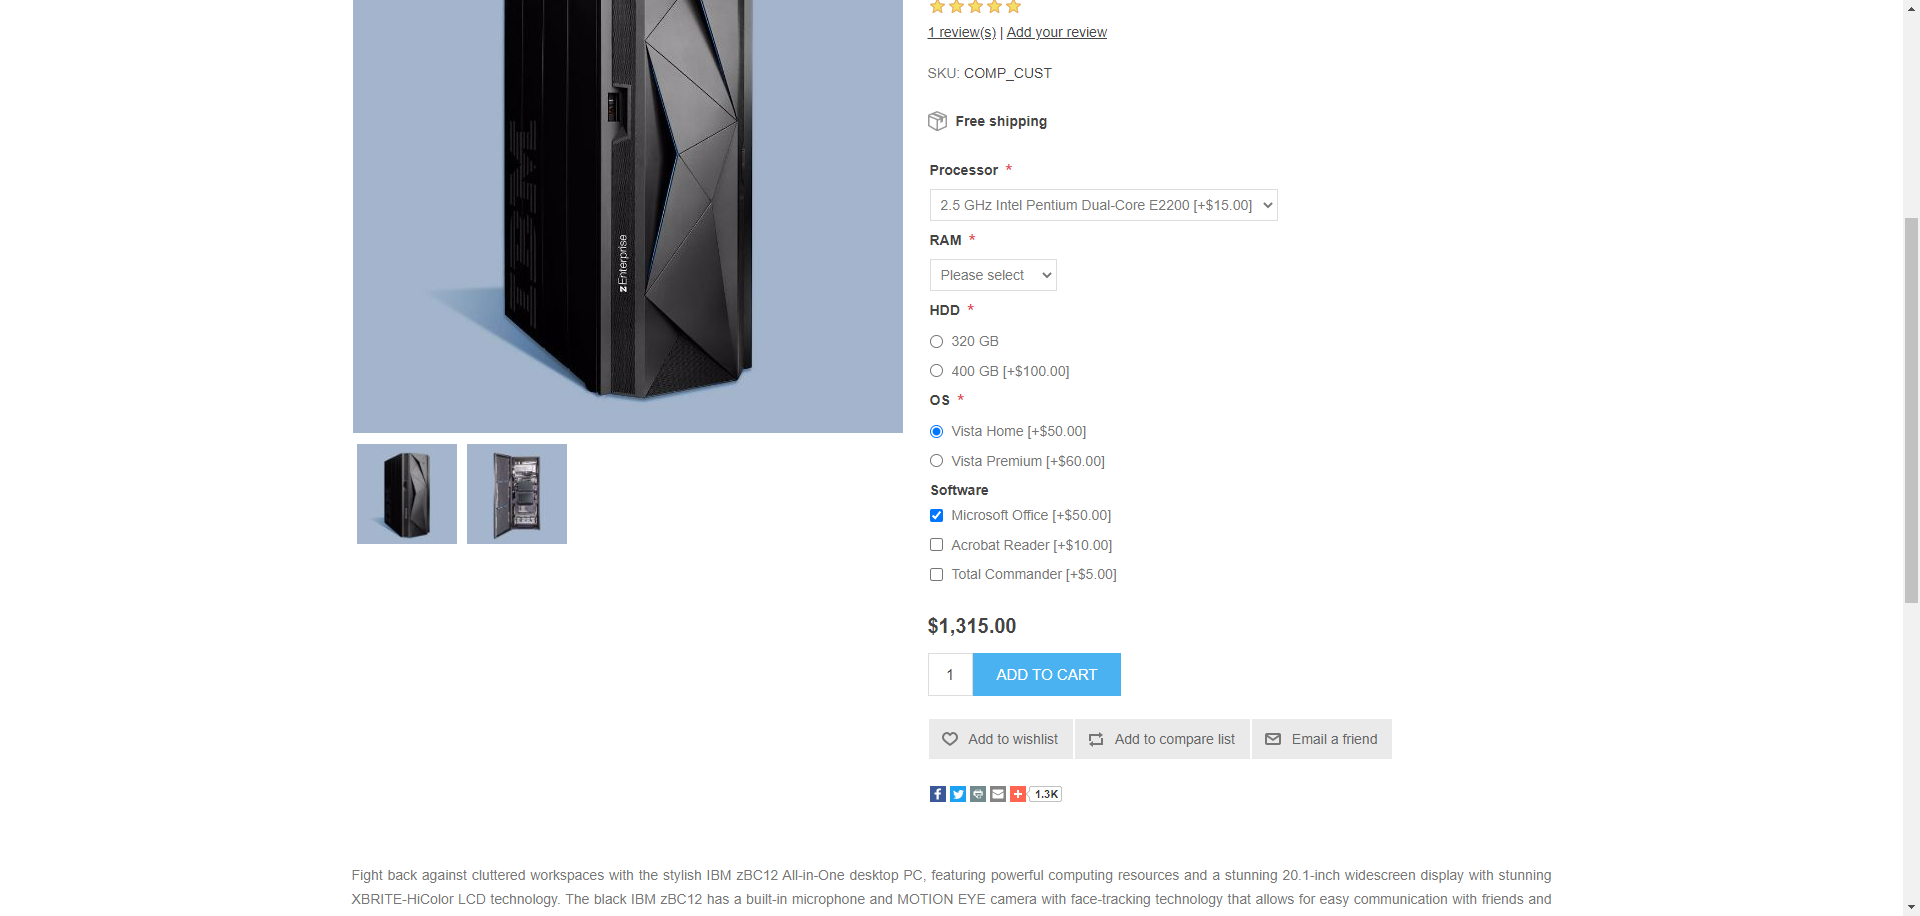 IBM
zEnterprise
1 review(s) | Add your review
SKU: COMP_CUST
Free shipping
Processor *
2.5 GHz Intel Pentium Dual-Core E2200 [+$15.00]
RAM *
Please select
HDD *
320 GB
400 GB [+$100.00]
OS *
Vista Home [+$50.00]
Vista Premium [+$60.00]
Software
Microsoft Office [+$50.00]
Acrobat Reader [+$10.00]
Total Commander [+$5.00]
$1,315.00
1 ADD TO CART
Add to wishlist Add to compare list Email a friend
1.3K
Fight back against cluttered workspaces with the stylish IBM zBC12 All-in-One desktop PC, featuring powerful computing resources and a stunning 20.1-inch widescreen display with stunning
XBRITE-HiColor LCD technology. The black IBM zBC12 has a built-in microphone and MOTION EYE camera with face-tracking technology that allows for easy communication with friends and